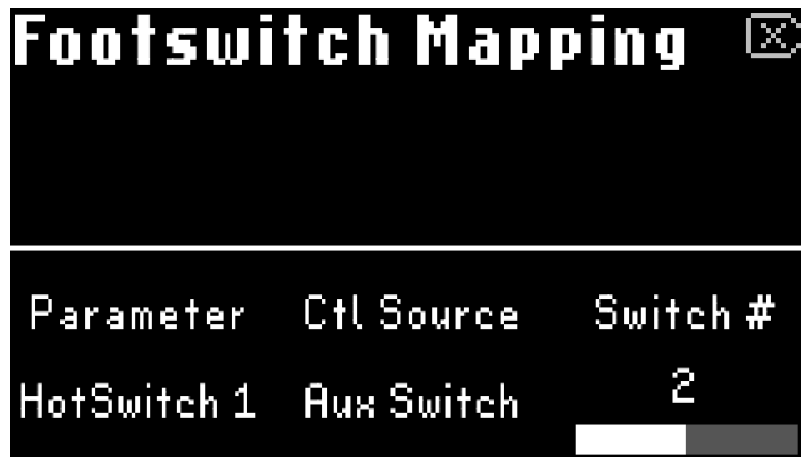 Footswitch Mapping
Parameter Ctl Source Switch #
HotSwitch 1 Aux Switch 2